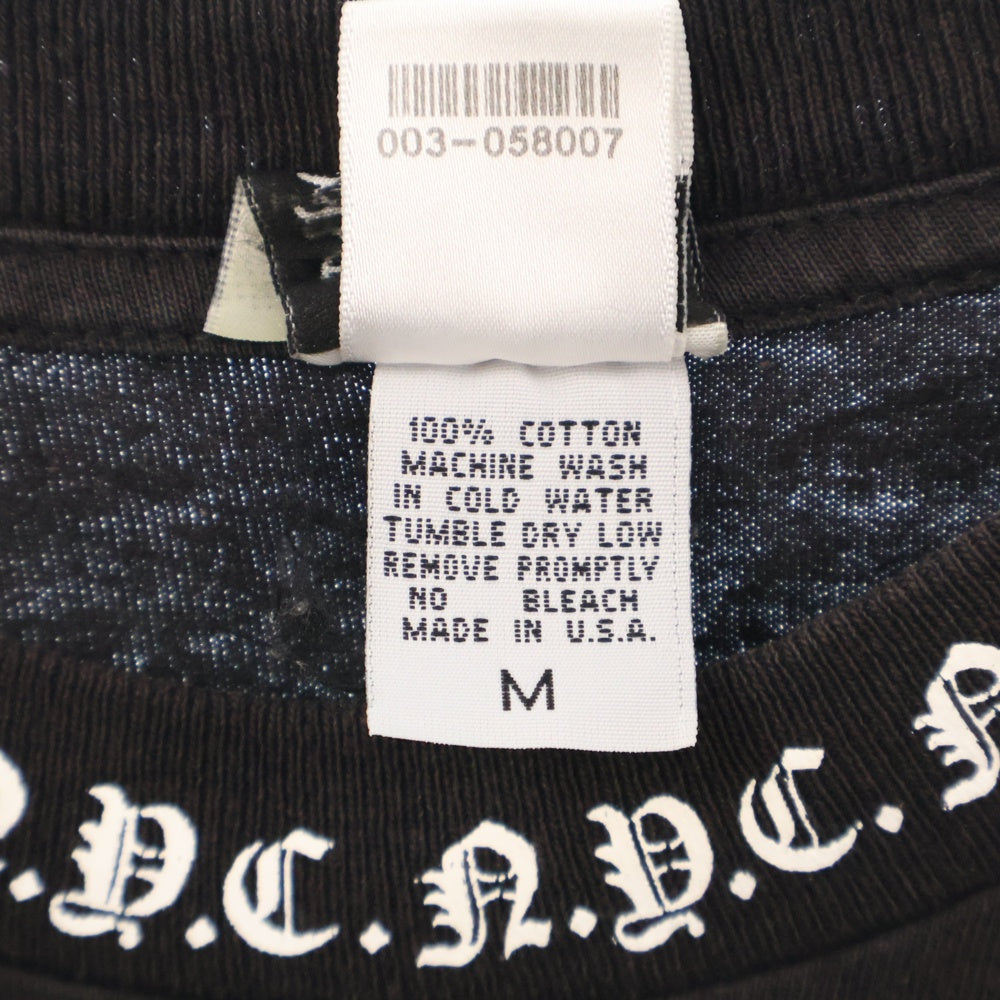 003-058007
100% COTTON
MACHINE WASH
IN COLD WATER
TUMBLE DRY LOW
REMOVE PROMPTLY
NO BLEACH
MADE IN U.S.A.
M
.Y.C.N.Y.C.N